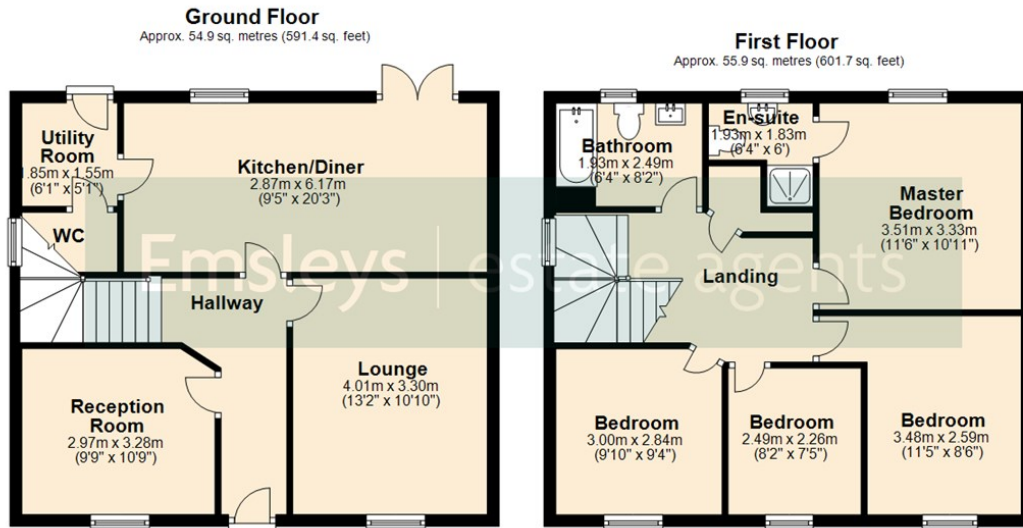 Ground Floor
Approx. 54.9 sq. metres (591.4 sq. feet)
Utility
Room
1.85m x 1.55m
(6'1" x 5'1")
WC
Kitchen/Diner
2.87m x 6.17m
(9'5" x 20'3")
Hallway
Lounge
4.01m x 3.30m
(13'2" x 10'10")
Reception
Room
2.97m x 3.28m
(9'9" x 10'9")
First Floor
Approx. 55.9 sq. metres (601.7 sq. feet)
Bathroom
1.93m x 2.49m
(6'4" x 8'2")
En-suite
1.93m x 1.83m
(6'4" x 6')
Master
Bedroom
3.51m x 3.33m
(11'6" x 10'11")
Landing
Bedroom
3.00m x 2.84m
(9'10" x 9'4")
Bedroom
2.49m x 2.26m
(8'2" x 7'5")
Bedroom
3.48m x 2.59m
(11'5" x 8'6")
Emsleys | estate agents